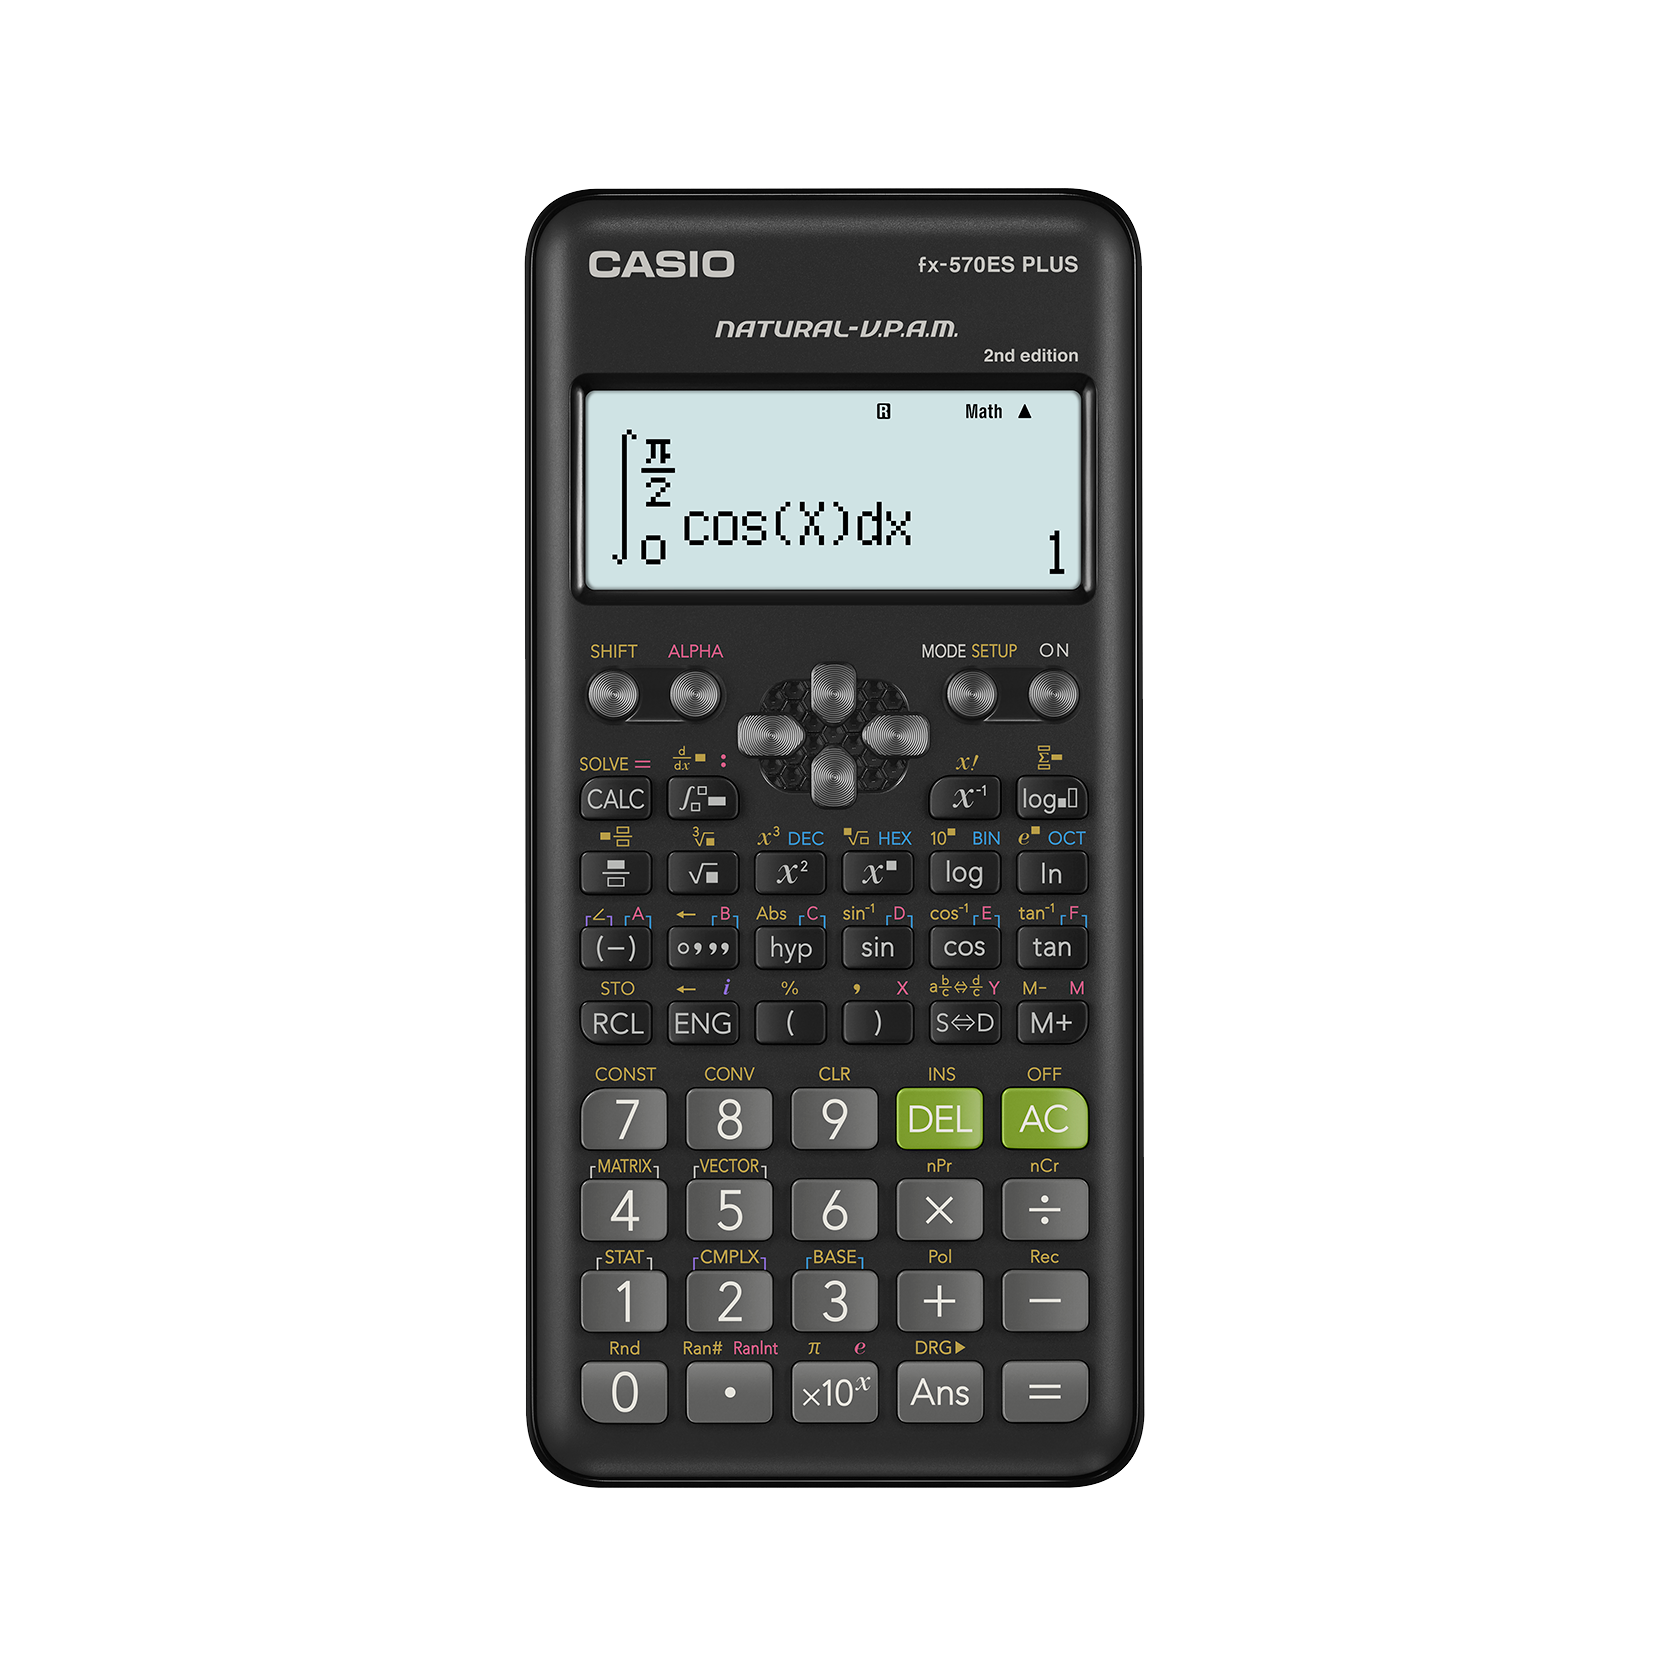 CASIO fx-570ES PLUS
NATURAL-V.P.A.M.
2nd edition
R Math ▲
∫ π/2 0 cos(X)dx 1
SHIFT ALPHA MODE SETUP ON
SOLVE = d/dx■ : x! Σ
CALC ∫ x⁻¹ log
³√■ x³ DEC ■√□ HEX 10■ BIN e■ OCT
√■ x² x■ log ln
∠ A ← B Abs C sin⁻¹ D cos⁻¹ E tan⁻¹ F
(−) °,,, hyp sin cos tan
STO ← i % , X a b/c⇔d/c Y M− M
RCL ENG ( ) S⇔D M+
CONST CONV CLR INS OFF
7 8 9 DEL AC
MATRIX VECTOR nPr nCr
4 5 6 × ÷
STAT CMPLX BASE Pol Rec
1 2 3 + −
Rnd Ran# RanInt π e DRG▶
0 • ×10ˣ Ans =